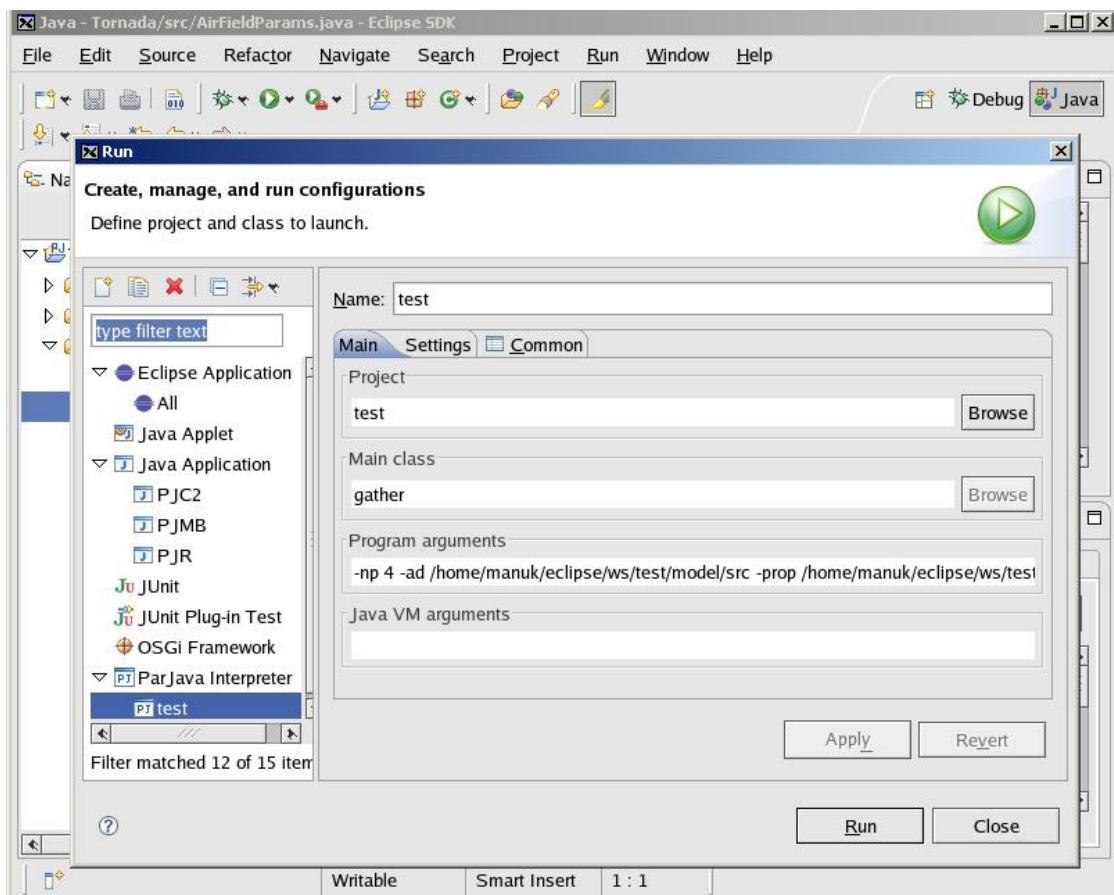 Java - Tornada/src/AirFieldParams.java - Eclipse SDK
File Edit Source Refactor Navigate Search Project Run Window Help
Debug Java
Run
Na
Create, manage, and run configurations
Define project and class to launch.
type filter text
Eclipse Application
All
Java Applet
Java Application
PJC2
PJMB
PJR
JUnit
JUnit Plug-in Test
OSGi Framework
ParJava Interpreter
test
Filter matched 12 of 15 item
Name: test
Main Settings Common
Project
test Browse
Main class
gather Browse
Program arguments
-np 4 -ad /home/manuk/eclipse/ws/test/model/src -prop /home/manuk/eclipse/ws/test
Java VM arguments
Apply Revert
Run Close
Writable Smart Insert 1 : 1